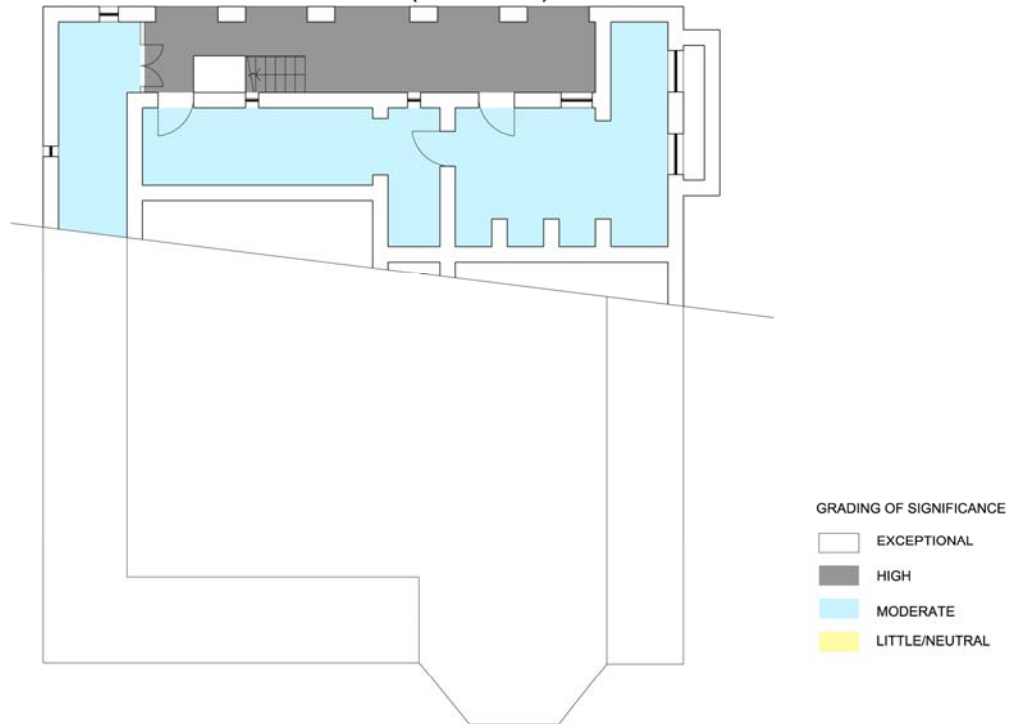 GRADING OF SIGNIFICANCE
EXCEPTIONAL
HIGH
MODERATE
LITTLE/NEUTRAL